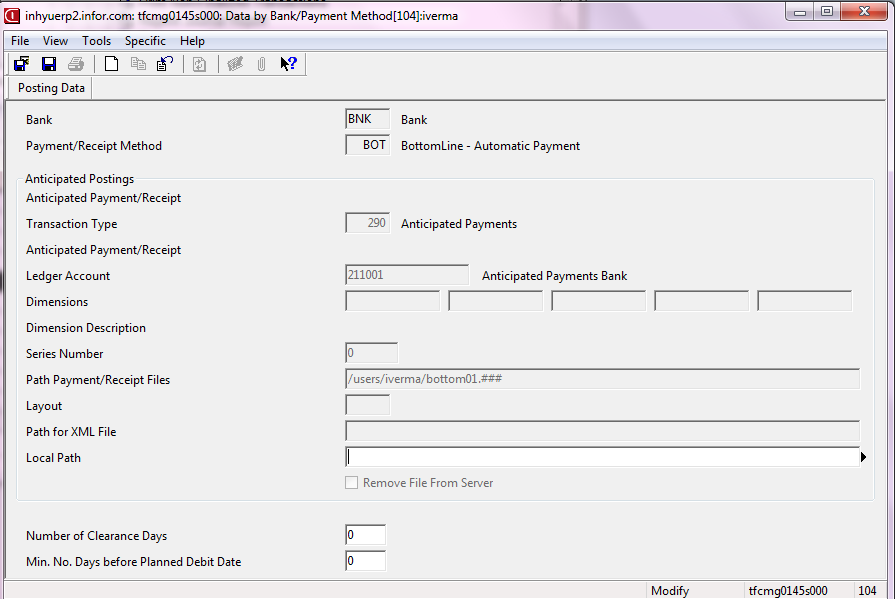 inhyuerp2.infor.com: tfcmg0145s000: Data by Bank/Payment Method[104]:iverma
File View Tools Specific Help
Posting Data
Bank BNK Bank
Payment/Receipt Method BOT BottomLine - Automatic Payment
Anticipated Postings
Anticipated Payment/Receipt
Transaction Type 290 Anticipated Payments
Anticipated Payment/Receipt
Ledger Account 211001 Anticipated Payments Bank
Dimensions
Dimension Description
Series Number 0
Path Payment/Receipt Files /users/iverma/bottom01.###
Layout
Path for XML File
Local Path
Remove File From Server
Number of Clearance Days 0
Min. No. Days before Planned Debit Date 0
Modify tfcmg0145s000 104